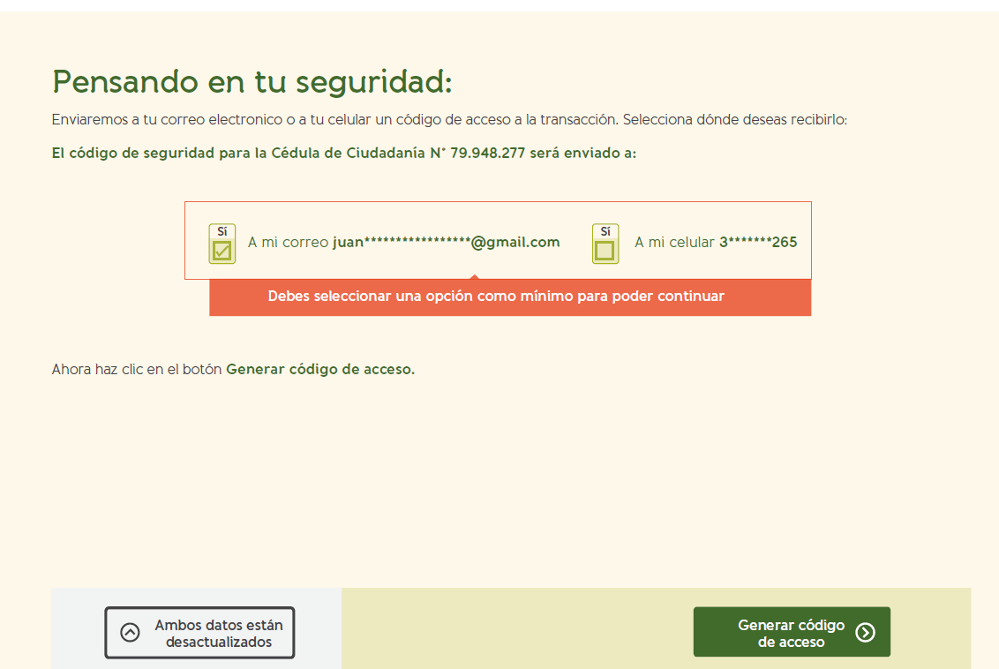 Pensando en tu seguridad:
Enviaremos a tu correo electronico o a tu celular un código de acceso a la transacción. Selecciona dónde deseas recibirlo:
El código de seguridad para la Cédula de Ciudadanía N° 79.948.277 será enviado a:
Sí A mi correo juan*****************@gmail.com Sí A mi celular 3*******265
Debes seleccionar una opción como mínimo para poder continuar
Ahora haz clic en el botón Generar código de acceso.
Ambos datos están
desactualizados
Generar código
de acceso